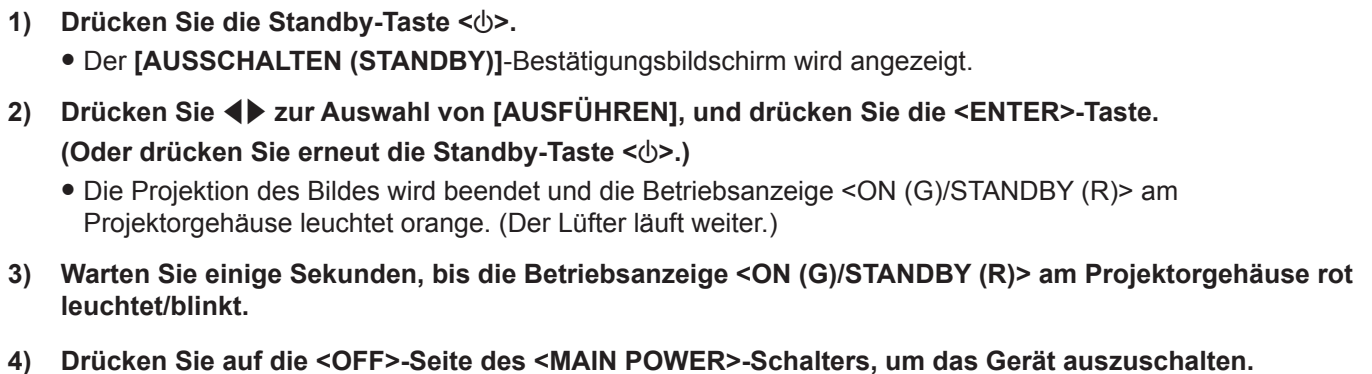 1) Drücken Sie die Standby-Taste <⏻>.
● Der [AUSSCHALTEN (STANDBY)]-Bestätigungsbildschirm wird angezeigt.
2) Drücken Sie ◀▶ zur Auswahl von [AUSFÜHREN], und drücken Sie die <ENTER>-Taste.
(Oder drücken Sie erneut die Standby-Taste <⏻>.)
● Die Projektion des Bildes wird beendet und die Betriebsanzeige <ON (G)/STANDBY (R)> am
Projektorgehäuse leuchtet orange. (Der Lüfter läuft weiter.)
3) Warten Sie einige Sekunden, bis die Betriebsanzeige <ON (G)/STANDBY (R)> am Projektorgehäuse rot
leuchtet/blinkt.
4) Drücken Sie auf die <OFF>-Seite des <MAIN POWER>-Schalters, um das Gerät auszuschalten.